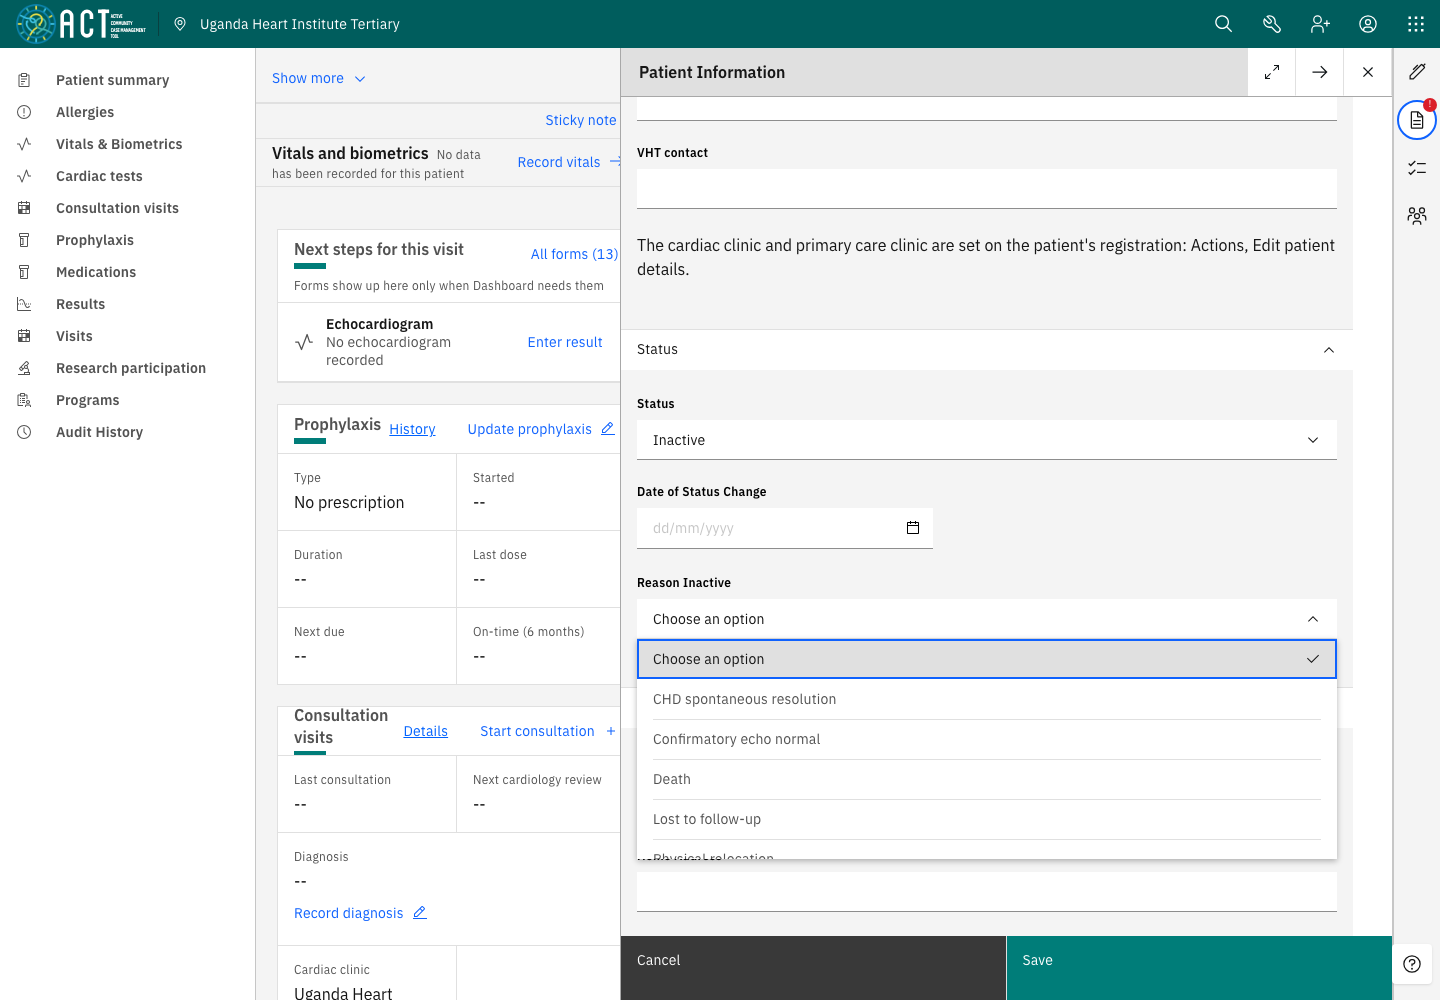 ACT
ACTIVE
COMMUNITY
CASE MANAGEMENT
TOOL
Uganda Heart Institute Tertiary
Patient summary
Allergies
Vitals & Biometrics
Cardiac tests
Consultation visits
Prophylaxis
Medications
Results
Visits
Research participation
Programs
Audit History
Show more
Sticky note
Vitals and biometrics No data
has been recorded for this patient
Record vitals
Next steps for this visit
All forms (13)
Forms show up here only when Dashboard needs them
Echocardiogram
No echocardiogram
recorded
Enter result
Prophylaxis
History
Update prophylaxis
Type
No prescription
Started
--
Duration
--
Last dose
--
Next due
--
On-time (6 months)
--
Consultation
visits
Details
Start consultation
Last consultation
--
Next cardiology review
--
Diagnosis
--
Record diagnosis
Cardiac clinic
Uganda Heart
Patient Information
VHT contact
The cardiac clinic and primary care clinic are set on the patient's registration: Actions, Edit patient
details.
Status
Status
Inactive
Date of Status Change
dd/mm/yyyy
Reason Inactive
Choose an option
Choose an option
CHD spontaneous resolution
Confirmatory echo normal
Death
Lost to follow-up
Physical relocation
Cancel
Save